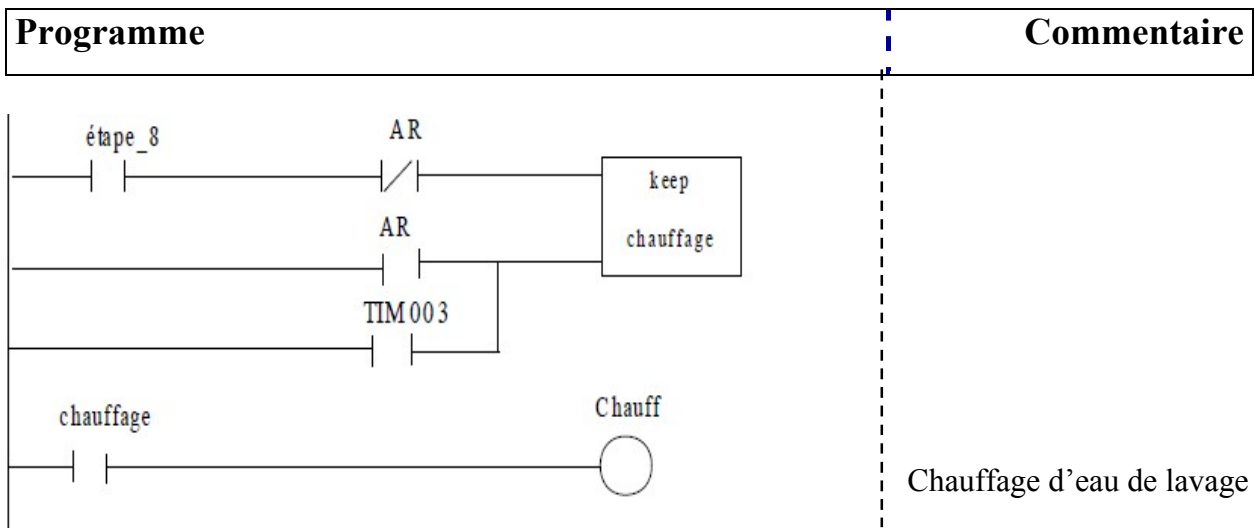 Programme Commentaire
étape_8 AR
keep
chauffage
AR
TIM003
chauffage Chauff
Chauffage d’eau de lavage